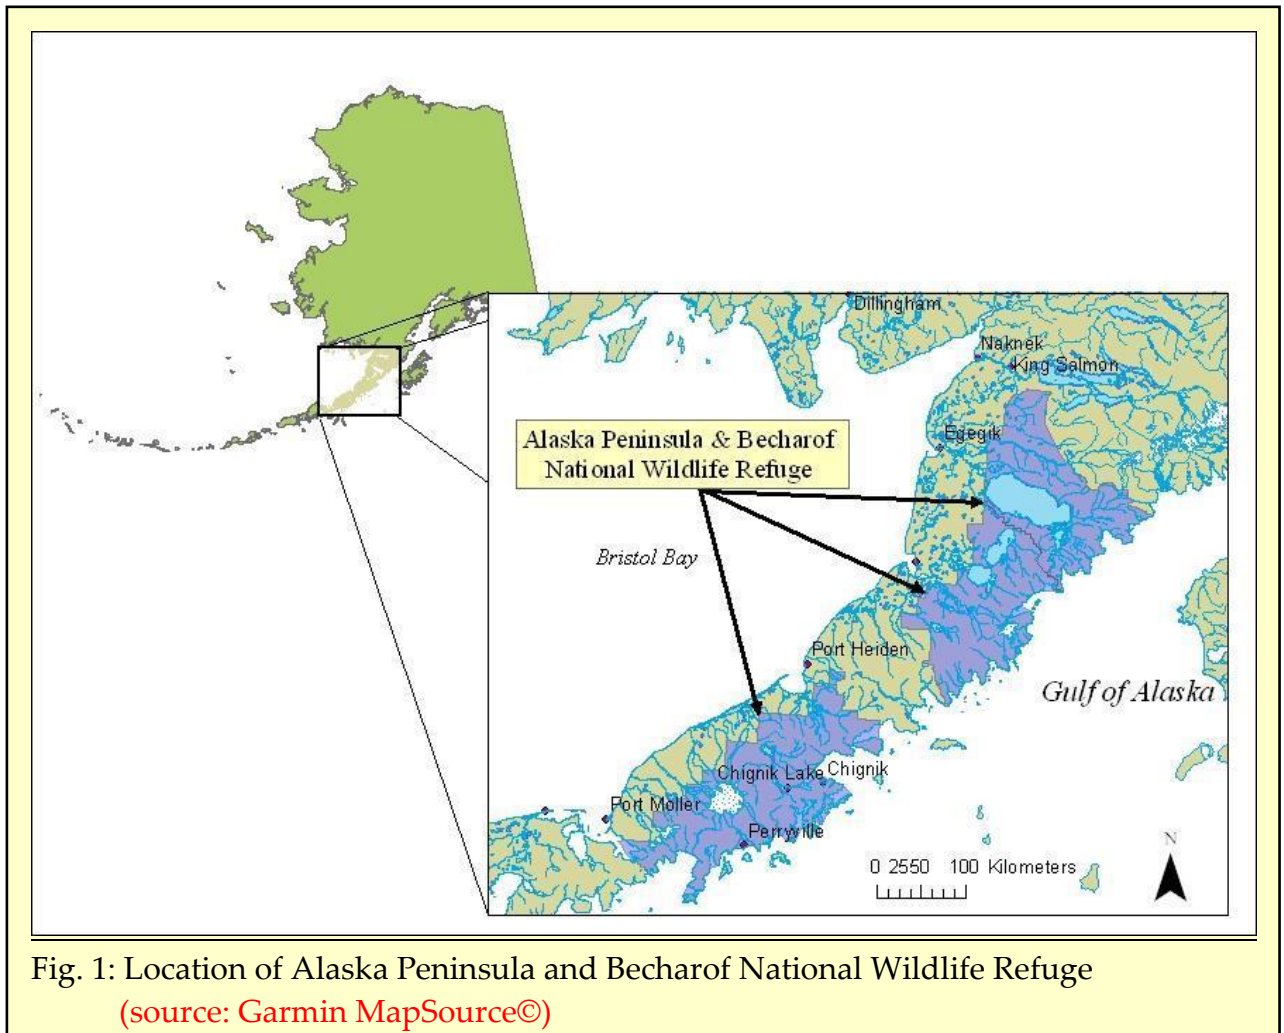 Dillingham
Naknek
King Salmon
Alaska Peninsula & Becharof
National Wildlife Refuge
Egegik
Bristol Bay
Port Heiden
Gulf of Alaska
Chignik Lake Chignik
Port Moller
Perryville
N
0 2550 100 Kilometers
Fig. 1: Location of Alaska Peninsula and Becharof National Wildlife Refuge
(source: Garmin MapSource©)